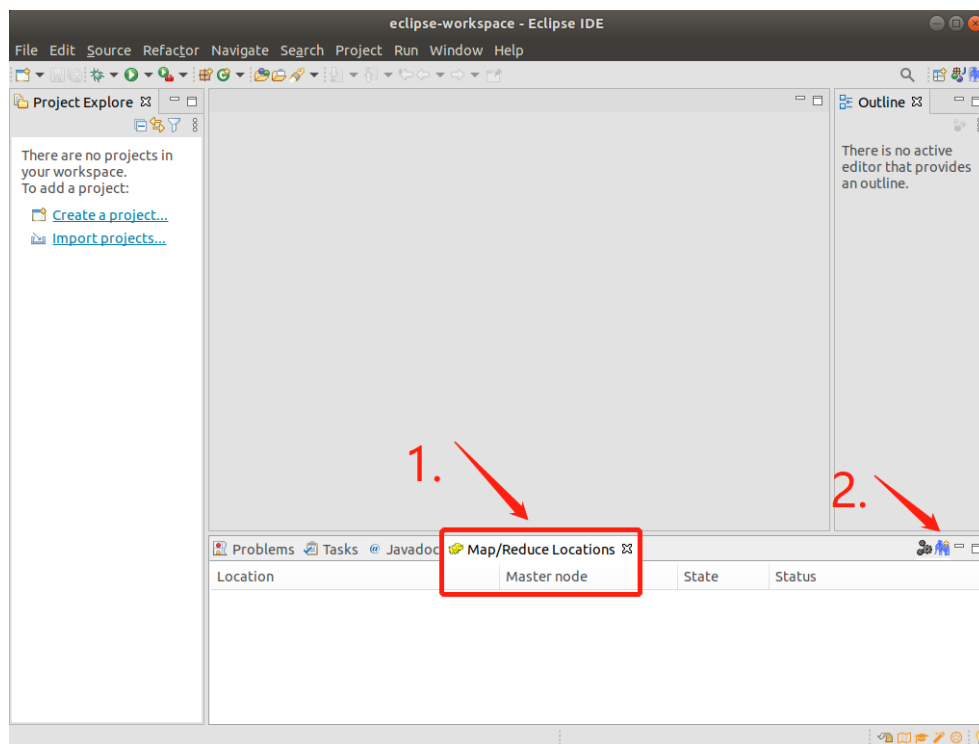 eclipse-workspace - Eclipse IDE
File Edit Source Refactor Navigate Search Project Run Window Help
Project Explore
Outline
There are no projects in
your workspace.
To add a project:
Create a project...
Import projects...
There is no active
editor that provides
an outline.
1.
2.
Problems Tasks @ Javadoc Map/Reduce Locations
Location Master node State Status